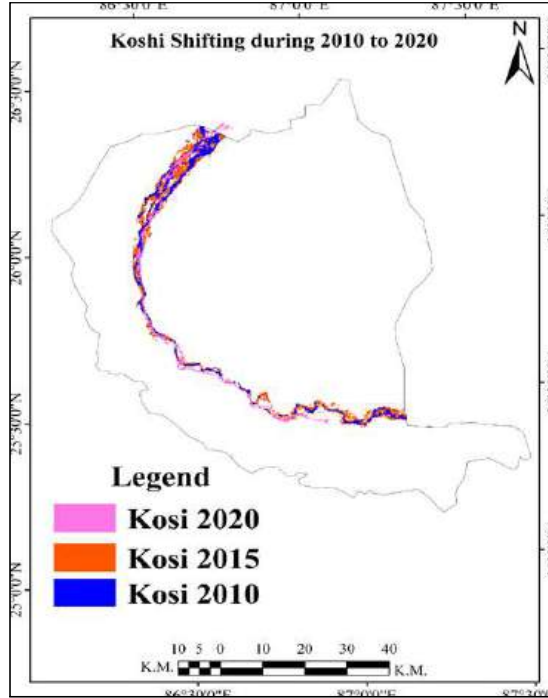 86°30'0"E 87°0'0"E 87°30'0"E
Koshi Shifting during 2010 to 2020
N
26°30'0"N
26°0'0"N
25°30'0"N
25°0'0"N
Legend
Kosi 2020
Kosi 2015
Kosi 2010
10 5 0 10 20 30 40
K.M. K.M.